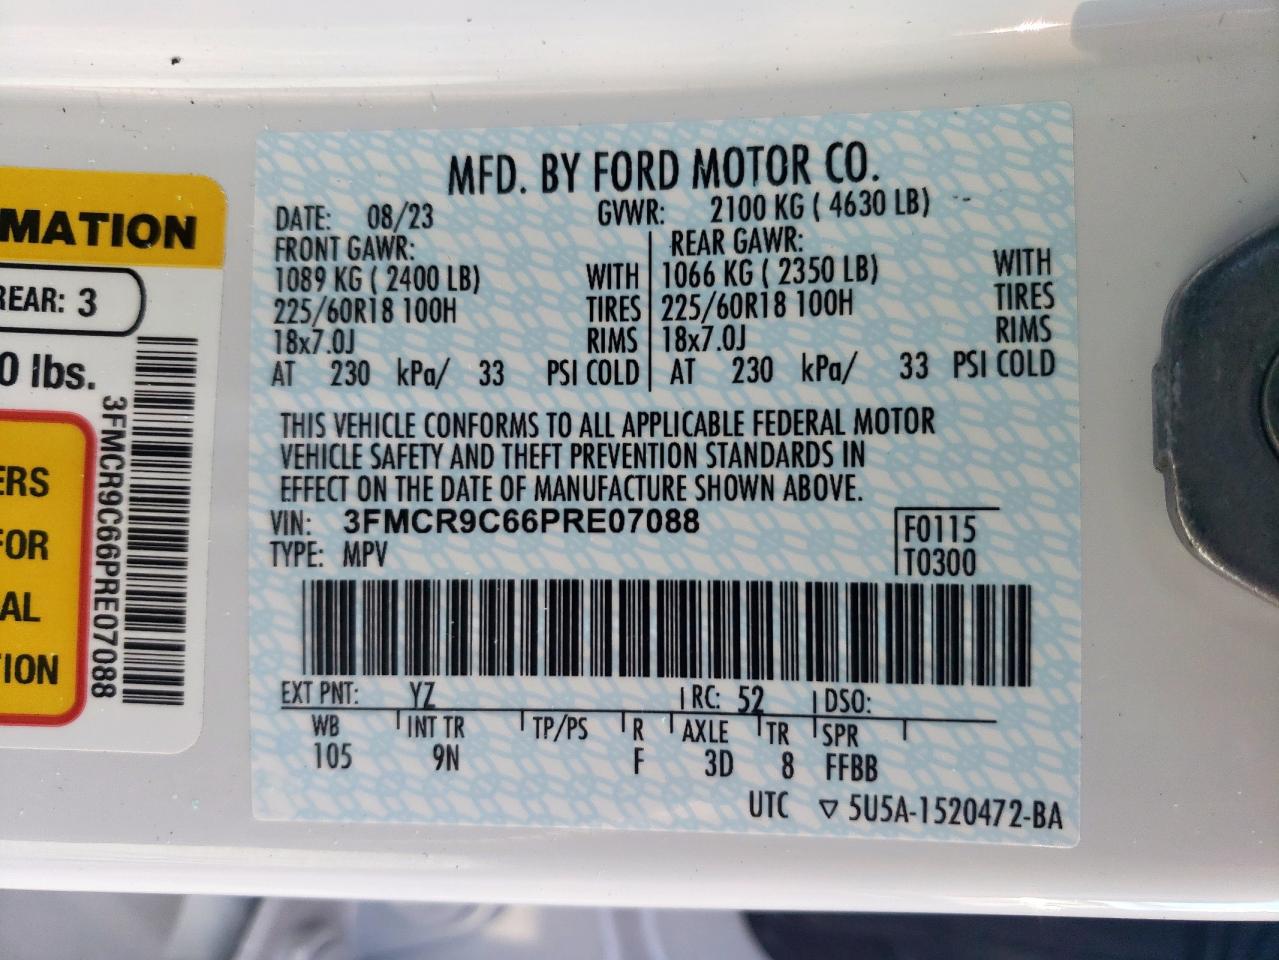 MATION
REAR: 3
0 lbs.
ERS
FOR
AL
TION
3FMCR9C66PRE07088
MFD. BY FORD MOTOR CO.
DATE: 08/23 GVWR: 2100 KG ( 4630 LB)
FRONT GAWR: REAR GAWR:
1089 KG ( 2400 LB) WITH 1066 KG ( 2350 LB) WITH
225/60R18 100H TIRES 225/60R18 100H TIRES
18x7.0J RIMS 18x7.0J RIMS
AT 230 kPa/ 33 PSI COLD AT 230 kPa/ 33 PSI COLD
THIS VEHICLE CONFORMS TO ALL APPLICABLE FEDERAL MOTOR
VEHICLE SAFETY AND THEFT PREVENTION STANDARDS IN
EFFECT ON THE DATE OF MANUFACTURE SHOWN ABOVE.
VIN: 3FMCR9C66PRE07088 F0115
TYPE: MPV T0300
EXT PNT: YZ RC: 52 DSO:
WB INT TR TP/PS R AXLE TR SPR
105 9N F 3D 8 FFBB
UTC ▽ 5U5A-1520472-BA